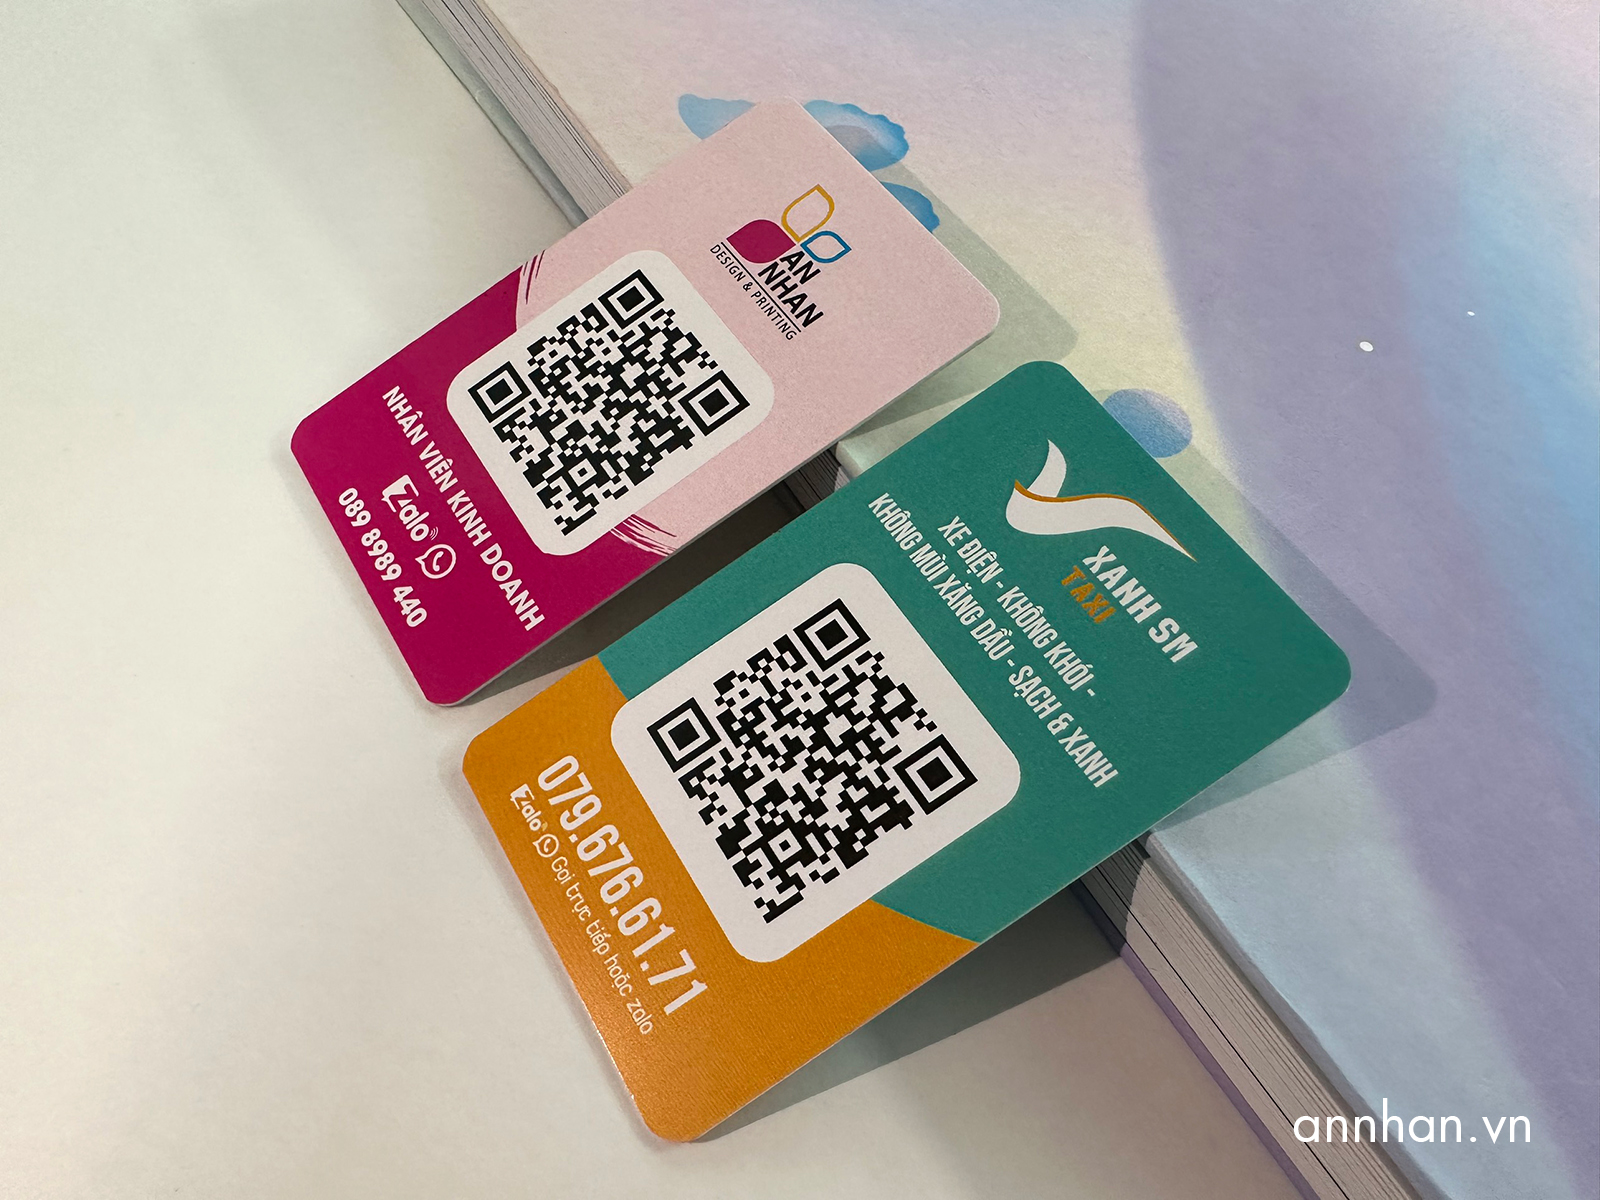 AN
NHAN
DESIGN & PRINTING
NHÂN VIÊN KINH DOANH
Zalo
089 8989 440
XANH SM
TAXI
XE ĐIỆN - KHÔNG KHÓI -
KHÔNG MÙI XĂNG DẦU - SẠCH & XANH
079.676.61.71
Zalo Gọi trực tiếp hoặc zalo
annhan.vn